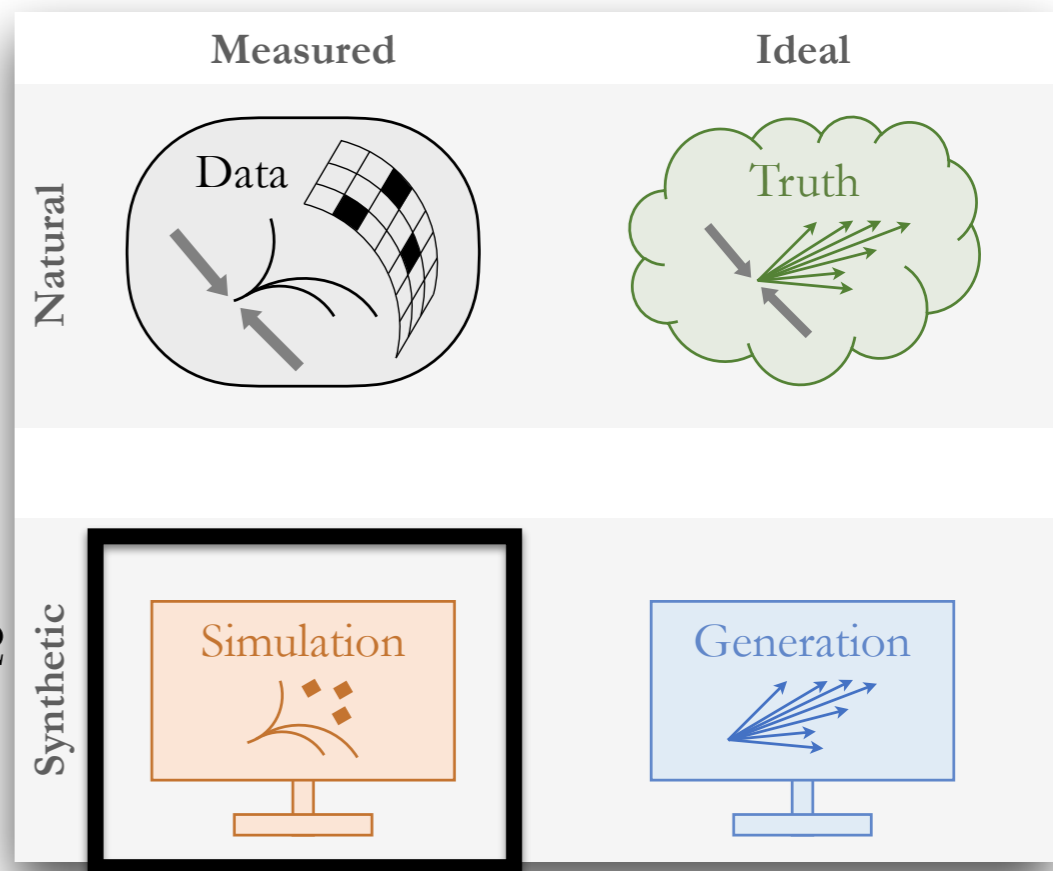 Measured Ideal
Natural
Data
Truth
Synthetic
Simulation
Generation